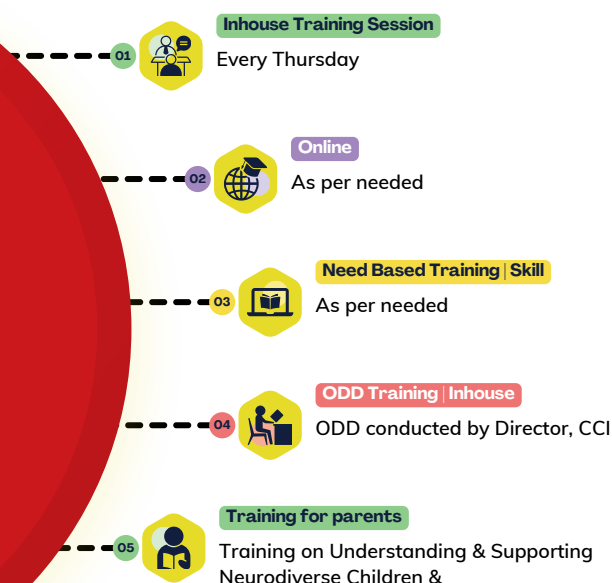 01
Inhouse Training Session
Every Thursday
02
Online
As per needed
03
Need Based Training | Skill
As per needed
04
ODD Training | Inhouse
ODD conducted by Director, CCI
05
Training for parents
Training on Understanding & Supporting
Neurodiverse Children &